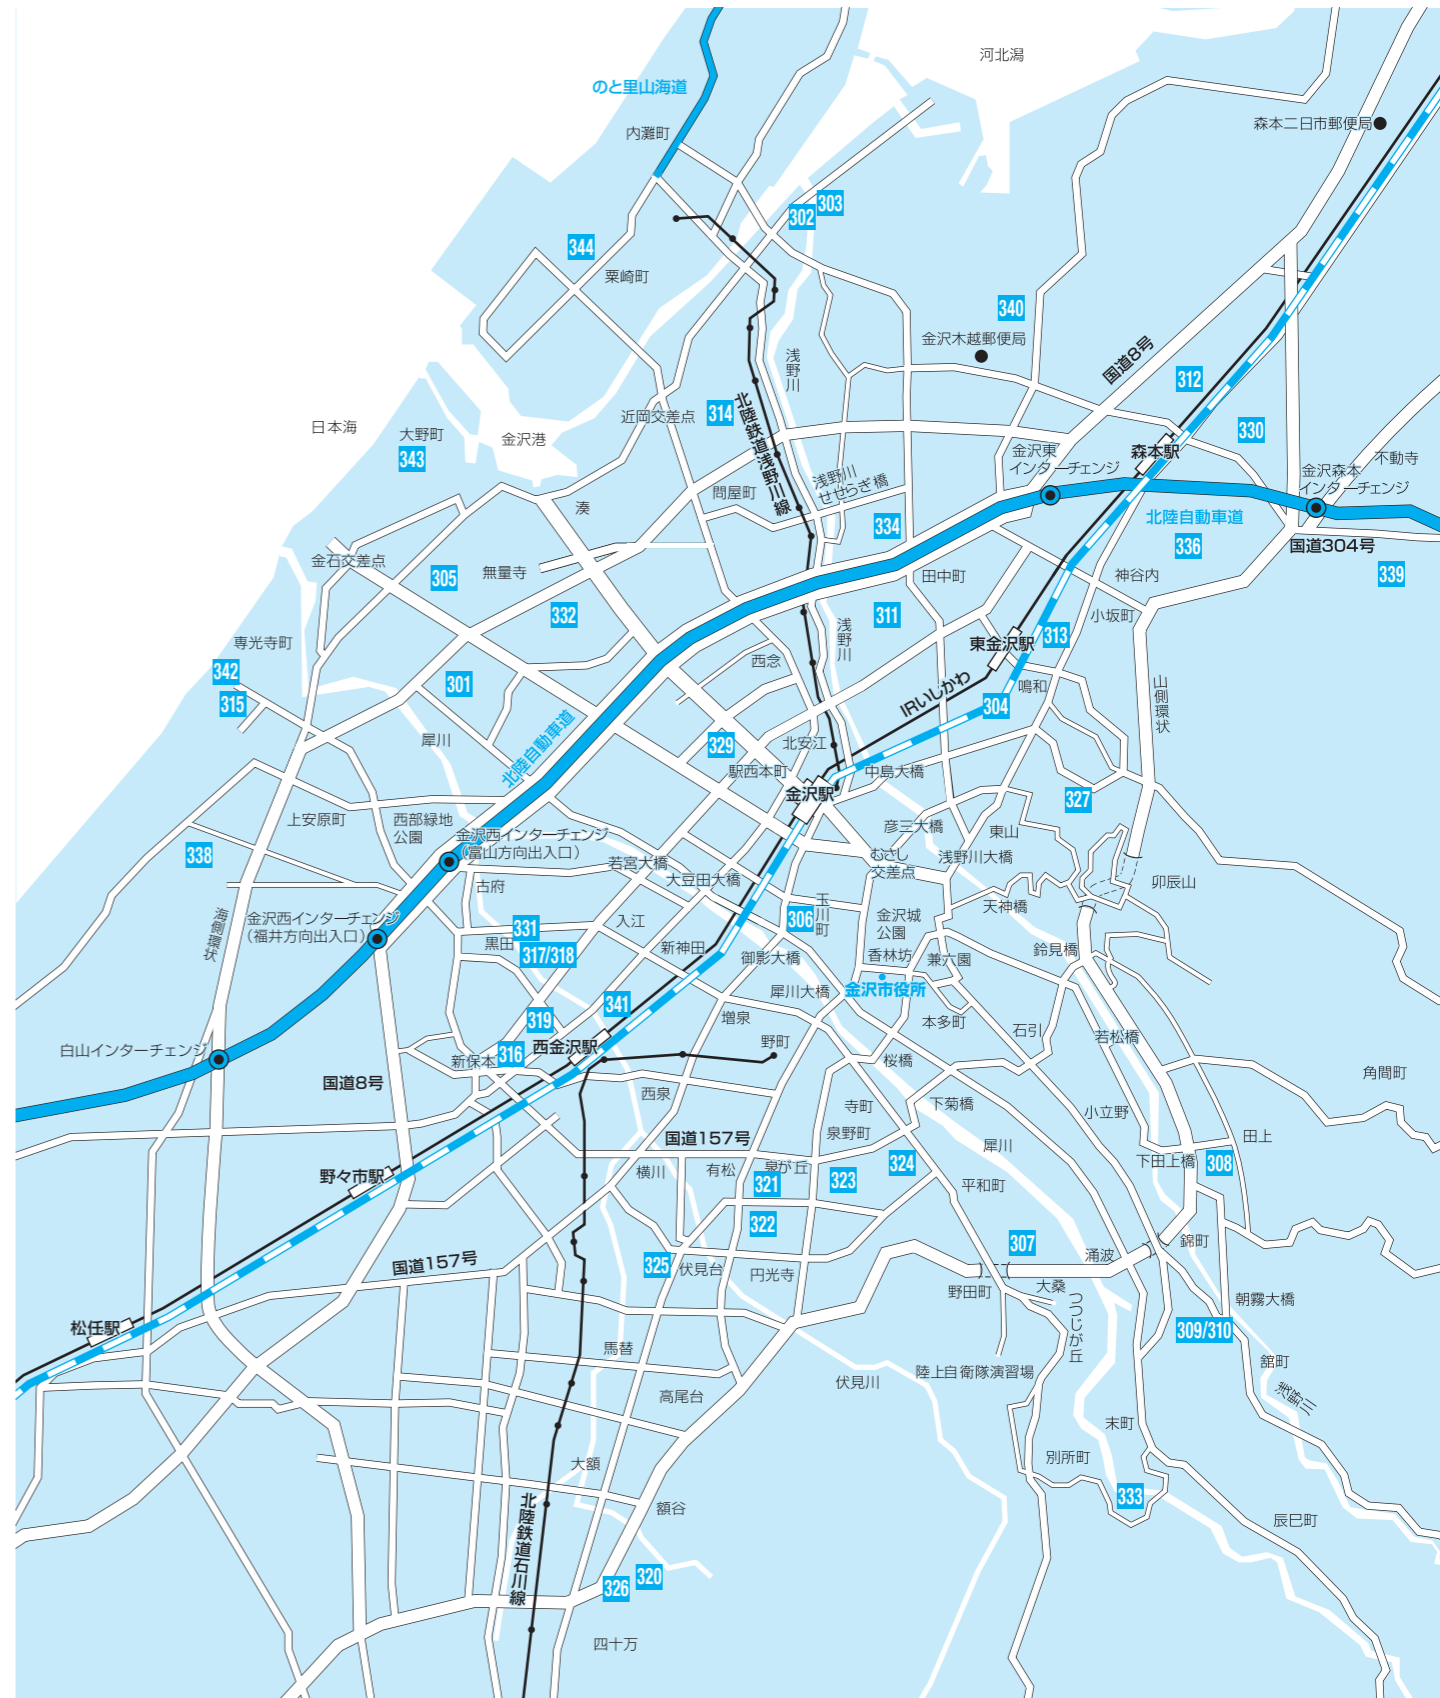 河北潟
のと里山海道
内灘町
森本二日市郵便局
303
302
344
粟崎町
340
金沢木越郵便局
国道8号
浅野川
312
314
近岡交差点
北陸鉄道浅野川線
日本海
大野町
343
金沢港
330
森本駅
金沢東
インターチェンジ
不動寺
金沢森本
インターチェンジ
浅野川
せせらぎ橋
問屋町
湊
334
北陸自動車道
336
国道304号
339
金石交差点
305
無量寺
332
田中町
神谷内
311
小坂町
浅野川
313
東金沢駅
専光寺町
342
315
301
西念
鳴和
304
IRいしかわ
山側環状
犀川
北陸自動車道
329
北安江
駅西本町
中島大橋
金沢駅
327
上安原町
西部緑地
公園
金沢西インターチェンジ
(富山方向出入口)
338
彦三大橋
東山
若宮大橋
むさし
交差点
浅野川大橋
大豆田大橋
古府
卯辰山
海側環状
金沢西インターチェンジ
(福井方向出入口)
331
入江
玉川町
306
金沢城
公園
天神橋
黒田
317/318
新神田
御影大橋
香林坊
兼六園
鈴見橋
犀川大橋
金沢市役所
341
319
増泉
本多町
石引
若松橋
白山インターチェンジ
316
西金沢駅
野町
新保本
国道8号
桜橋
角間町
西泉
寺町
下菊橋
小立野
国道157号
泉野町
犀川
田上
野々市駅
横川
有松
泉が丘
321
323
324
下田上橋
308
平和町
322
307
涌波
錦町
国道157号
325
伏見台
円光寺
野田町
大桑
つつじが丘
朝霧大橋
松任駅
309/310
馬替
伏見川
陸上自衛隊演習場
舘町
浅野川
高尾台
末町
大額
別所町
333
額谷
北陸鉄道石川線
辰巳町
326
320
四十万